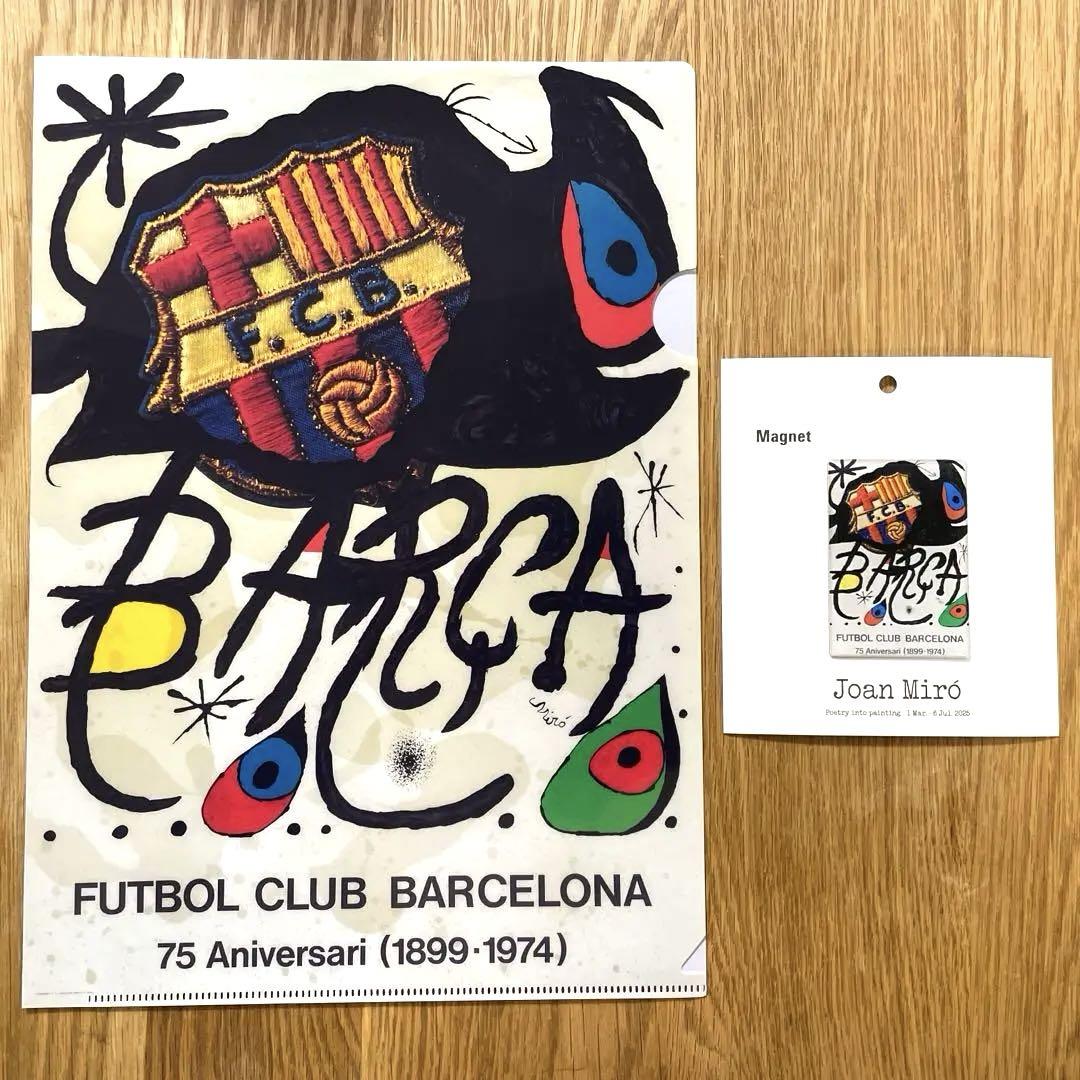 F.C.B.
BARÇA
Miró
FUTBOL CLUB BARCELONA
75 Aniversari (1899·1974)
Magnet
F.C.B.
BARÇA
FUTBOL CLUB BARCELONA
75 Aniversari (1899·1974)
Joan Miró
Poetry into painting 1 Mar. - 6 Jul. 2025